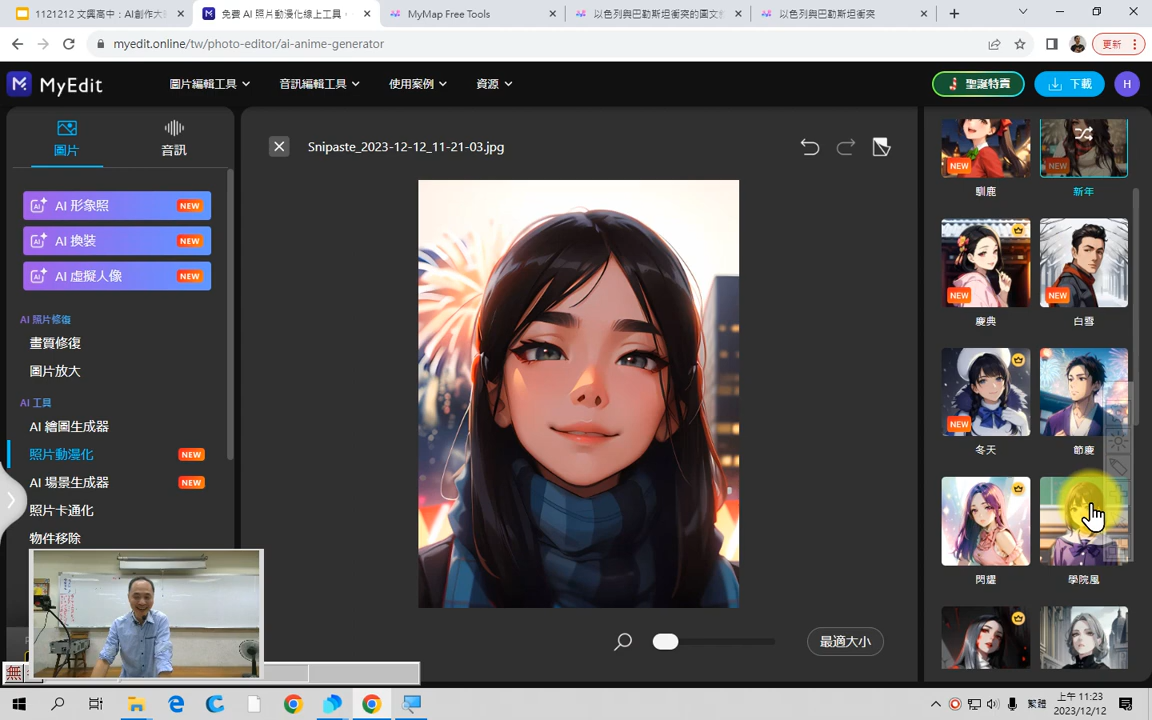 1121212 文興高中：AI創作大
免費 AI 照片動漫化線上工具，
MyMap Free Tools
以色列與巴勒斯坦衝突的圖文
以色列與巴勒斯坦衝突
myedit.online/tw/photo-editor/ai-anime-generator
更新
MyEdit
圖片編輯工具
音訊編輯工具
使用案例
資源
聖誕特賣
下載
H
圖片
音訊
AI 形象照 NEW
AI 換裝 NEW
AI 虛擬人像 NEW
AI 照片修復
畫質修復
圖片放大
AI 工具
AI 繪圖生成器
照片動漫化 NEW
AI 場景生成器 NEW
照片卡通化
物件移除
Snipaste_2023-12-12_11-21-03.jpg
最適大小
NEW
NEW
馴鹿
新年
NEW
NEW
慶典
白雪
NEW
冬天
節慶
閃耀
學院風
無
繁體
上午 11:23
2023/12/12